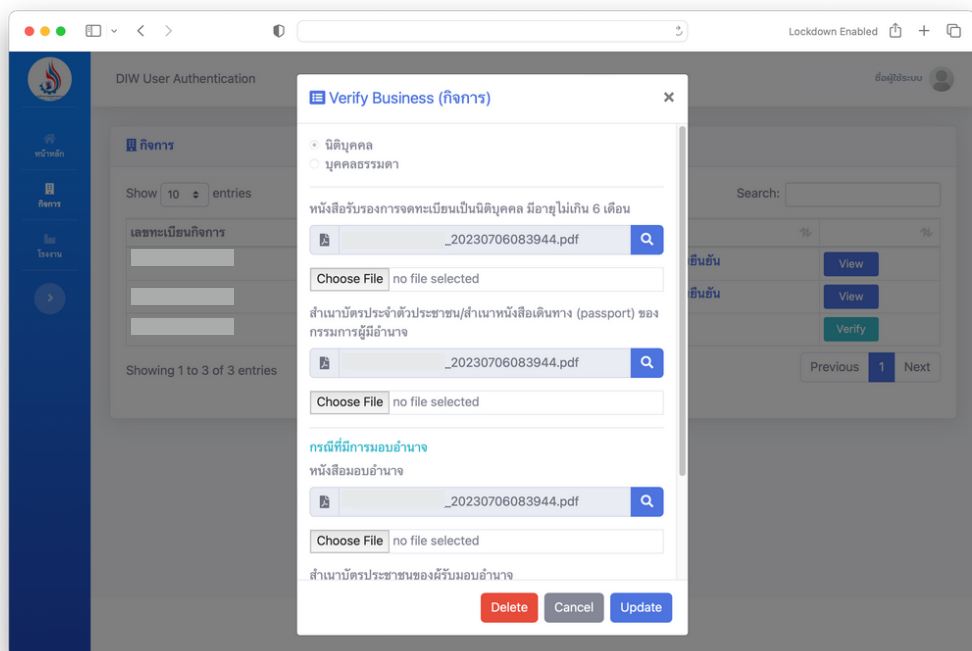 Lockdown Enabled
DIW User Authentication
ชื่อผู้ใช้ระบบ
หน้าหลัก
กิจการ
โรงงาน
กิจการ
Show 10 entries
Search:
เลขทะเบียนกิจการ
ยืนยัน
View
ยืนยัน
View
Verify
Showing 1 to 3 of 3 entries
Previous 1 Next
Verify Business (กิจการ)
นิติบุคคล
บุคคลธรรมดา
หนังสือรับรองการจดทะเบียนเป็นนิติบุคคล มีอายุไม่เกิน 6 เดือน
_20230706083944.pdf
Choose File no file selected
สำเนาบัตรประจำตัวประชาชน/สำเนาหนังสือเดินทาง (passport) ของ
กรรมการผู้มีอำนาจ
_20230706083944.pdf
Choose File no file selected
กรณีที่มีการมอบอำนาจ
หนังสือมอบอำนาจ
_20230706083944.pdf
Choose File no file selected
สำเนาบัตรประชาชนของผู้รับมอบอำนาจ
Delete Cancel Update